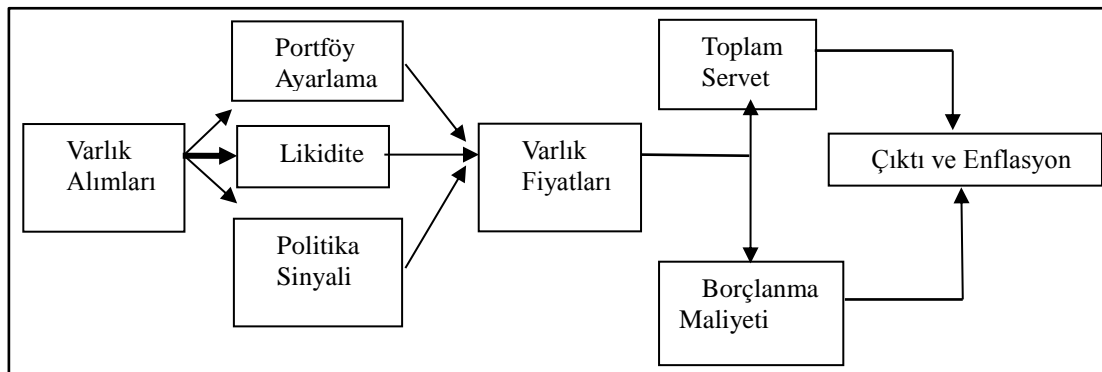 Portföy
Ayarlama
Toplam
Servet
Varlık
Alımları
Likidite
Varlık
Fiyatları
Çıktı ve Enflasyon
Politika
Sinyali
Borçlanma
Maliyeti